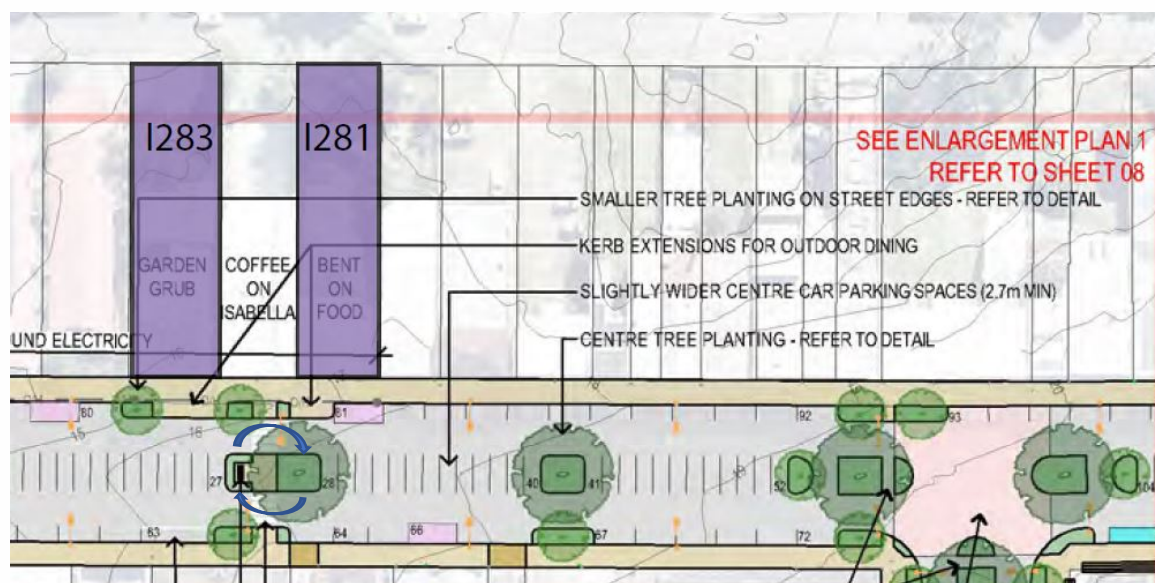 I283
I281
SEE ENLARGEMENT PLAN 1
REFER TO SHEET 08
SMALLER TREE PLANTING ON STREET EDGES - REFER TO DETAIL
KERB EXTENSIONS FOR OUTDOOR DINING
GARDEN
GRUB
COFFEE
ON
ISABELLA
BENT
ON
FOOD
SLIGHTLY WIDER CENTRE CAR PARKING SPACES (2.7m MIN)
UND ELECTRICITY
CENTRE TREE PLANTING - REFER TO DETAIL
80
81
92
93
15
16
27
28
40
41
52
104
63
64
66
67
72